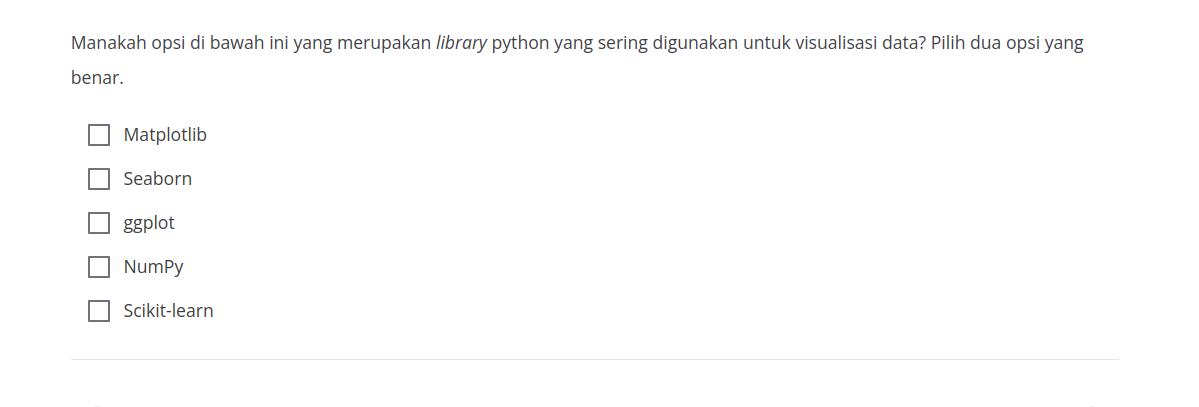 Manakah opsi di bawah ini yang merupakan library python yang sering digunakan untuk visualisasi data? Pilih dua opsi yang
benar.
Matplotlib
Seaborn
ggplot
NumPy
Scikit-learn